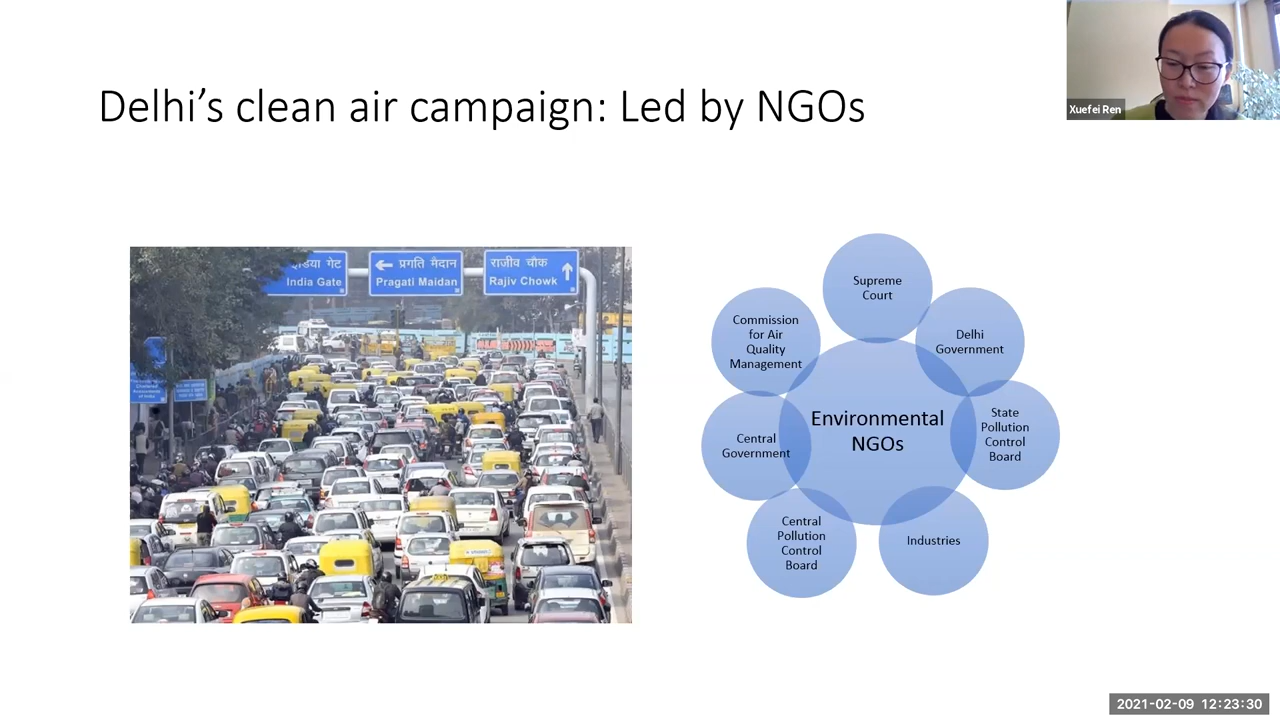 Delhi’s clean air campaign: Led by NGOs
Xuefei Ren
इंडिया गेट
India Gate
प्रगति मैदान
Pragati Maidan
राजीव चौक
Rajiv Chowk
Supreme
Court
Commission
for Air
Quality
Management
Delhi
Government
Environmental
NGOs
State
Pollution
Control
Board
Central
Government
Central
Pollution
Control
Board
Industries
2021-02-09 12:23:30